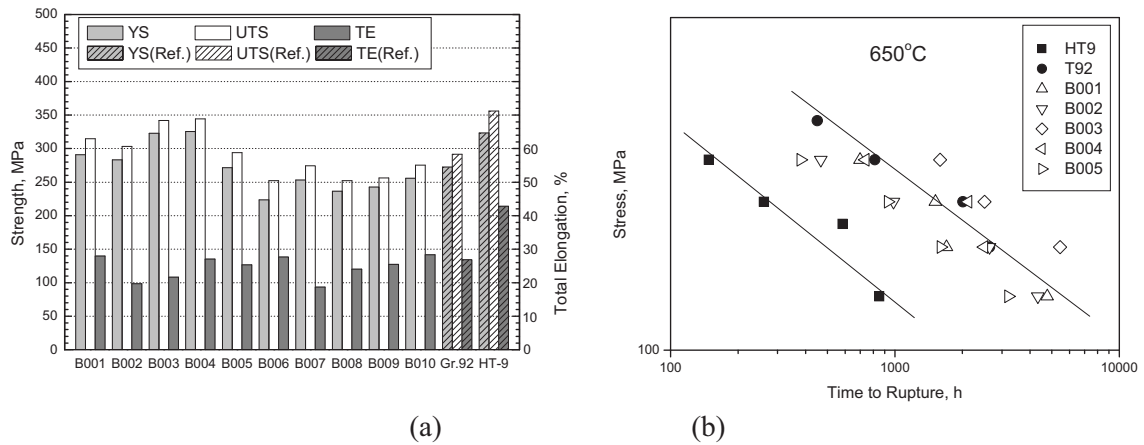 500
450
400
350
300
250
200
150
100
50
0
Strength, MPa
YS
UTS
TE
YS(Ref.)
UTS(Ref.)
TE(Ref.)
60
50
40
30
20
10
0
Total Elongation, %
B001 B002 B003 B004 B005 B006 B007 B008 B009 B010 Gr.92 HT-9
(a)
650°C
HT9
T92
B001
B002
B003
B004
B005
Stress, MPa
100
100 1000 10000
Time to Rupture, h
(b)